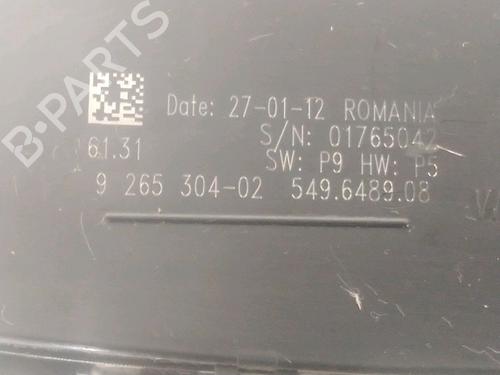 B-PARTS
Date: 27-01-12 ROMANIA
S/N: 01765042
61.31
SW: P9 HW: P5
9 265 304-02 549.6489.08